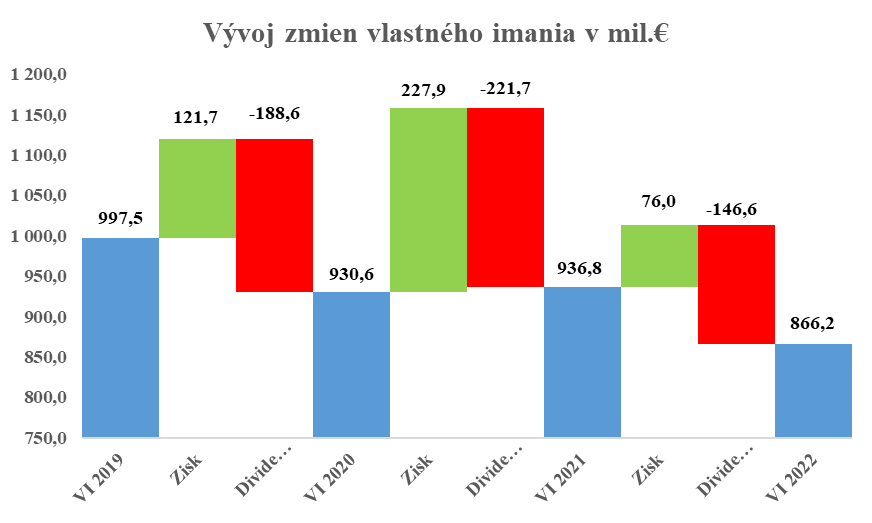 Vývoj zmien vlastného imania v mil.€
1 200,0
1 150,0
1 100,0
1 050,0
1 000,0
950,0
900,0
850,0
800,0
750,0
997,5
121,7
-188,6
930,6
227,9
-221,7
936,8
76,0
-146,6
866,2
VI 2019
Zisk
Divide…
VI 2020
Zisk
Divide…
VI 2021
Zisk
Divide…
VI 2022